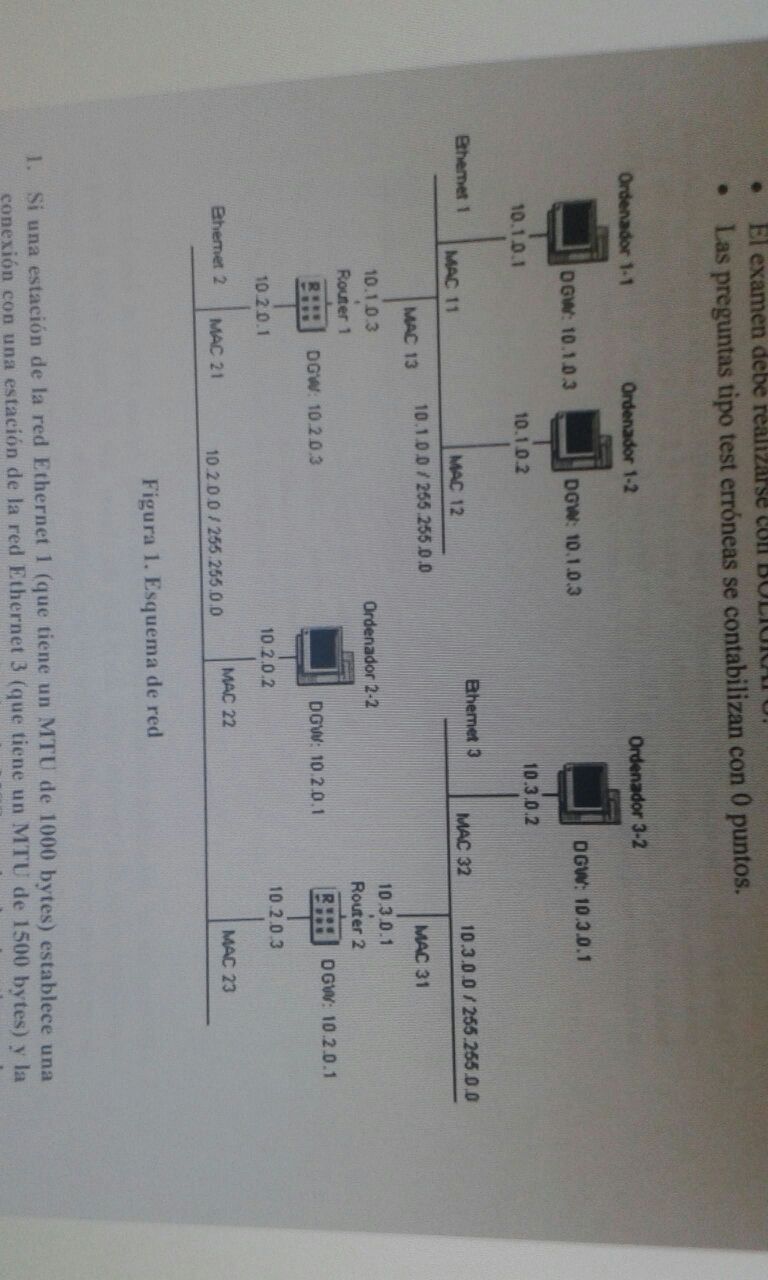 • El examen debe realizarse con BOLÍGRAFO.
• Las preguntas tipo test erróneas se contabilizan con 0 puntos.
Ordenador 1-1
Ordenador 1-2
Ordenador 3-2
DGW: 10.1.0.3
DGW: 10.1.0.3
DGW: 10.3.0.1
10.1.0.1
10.1.0.2
10.3.0.2
Ethernet 1
MAC 11
MAC 12
Ethernet 3
MAC 32
10.3.0.0 / 255.255.0.0
MAC 13
10.1.0.0 / 255.255.0.0
MAC 31
10.1.0.3
Router 1
Ordenador 2-2
10.3.0.1
Router 2
R
DGW: 10.2.0.3
DGW: 10.2.0.1
R
DGW: 10.2.0.1
10.2.0.1
10.2.0.2
10.2.0.3
Ethernet 2
MAC 21
10.2.0.0 / 255.255.0.0
MAC 22
MAC 23
Figura 1. Esquema de red
1. Si una estación de la red Ethernet 1 (que tiene un MTU de 1000 bytes) establece una
conexión con una estación de la red Ethernet 3 (que tiene un MTU de 1500 bytes) y la